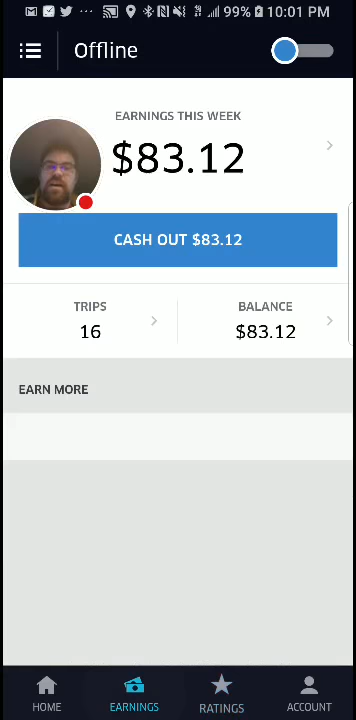 99% 10:01 PM
Offline
EARNINGS THIS WEEK
$83.12
CASH OUT $83.12
TRIPS
16
BALANCE
$83.12
EARN MORE
HOME
EARNINGS
RATINGS
ACCOUNT